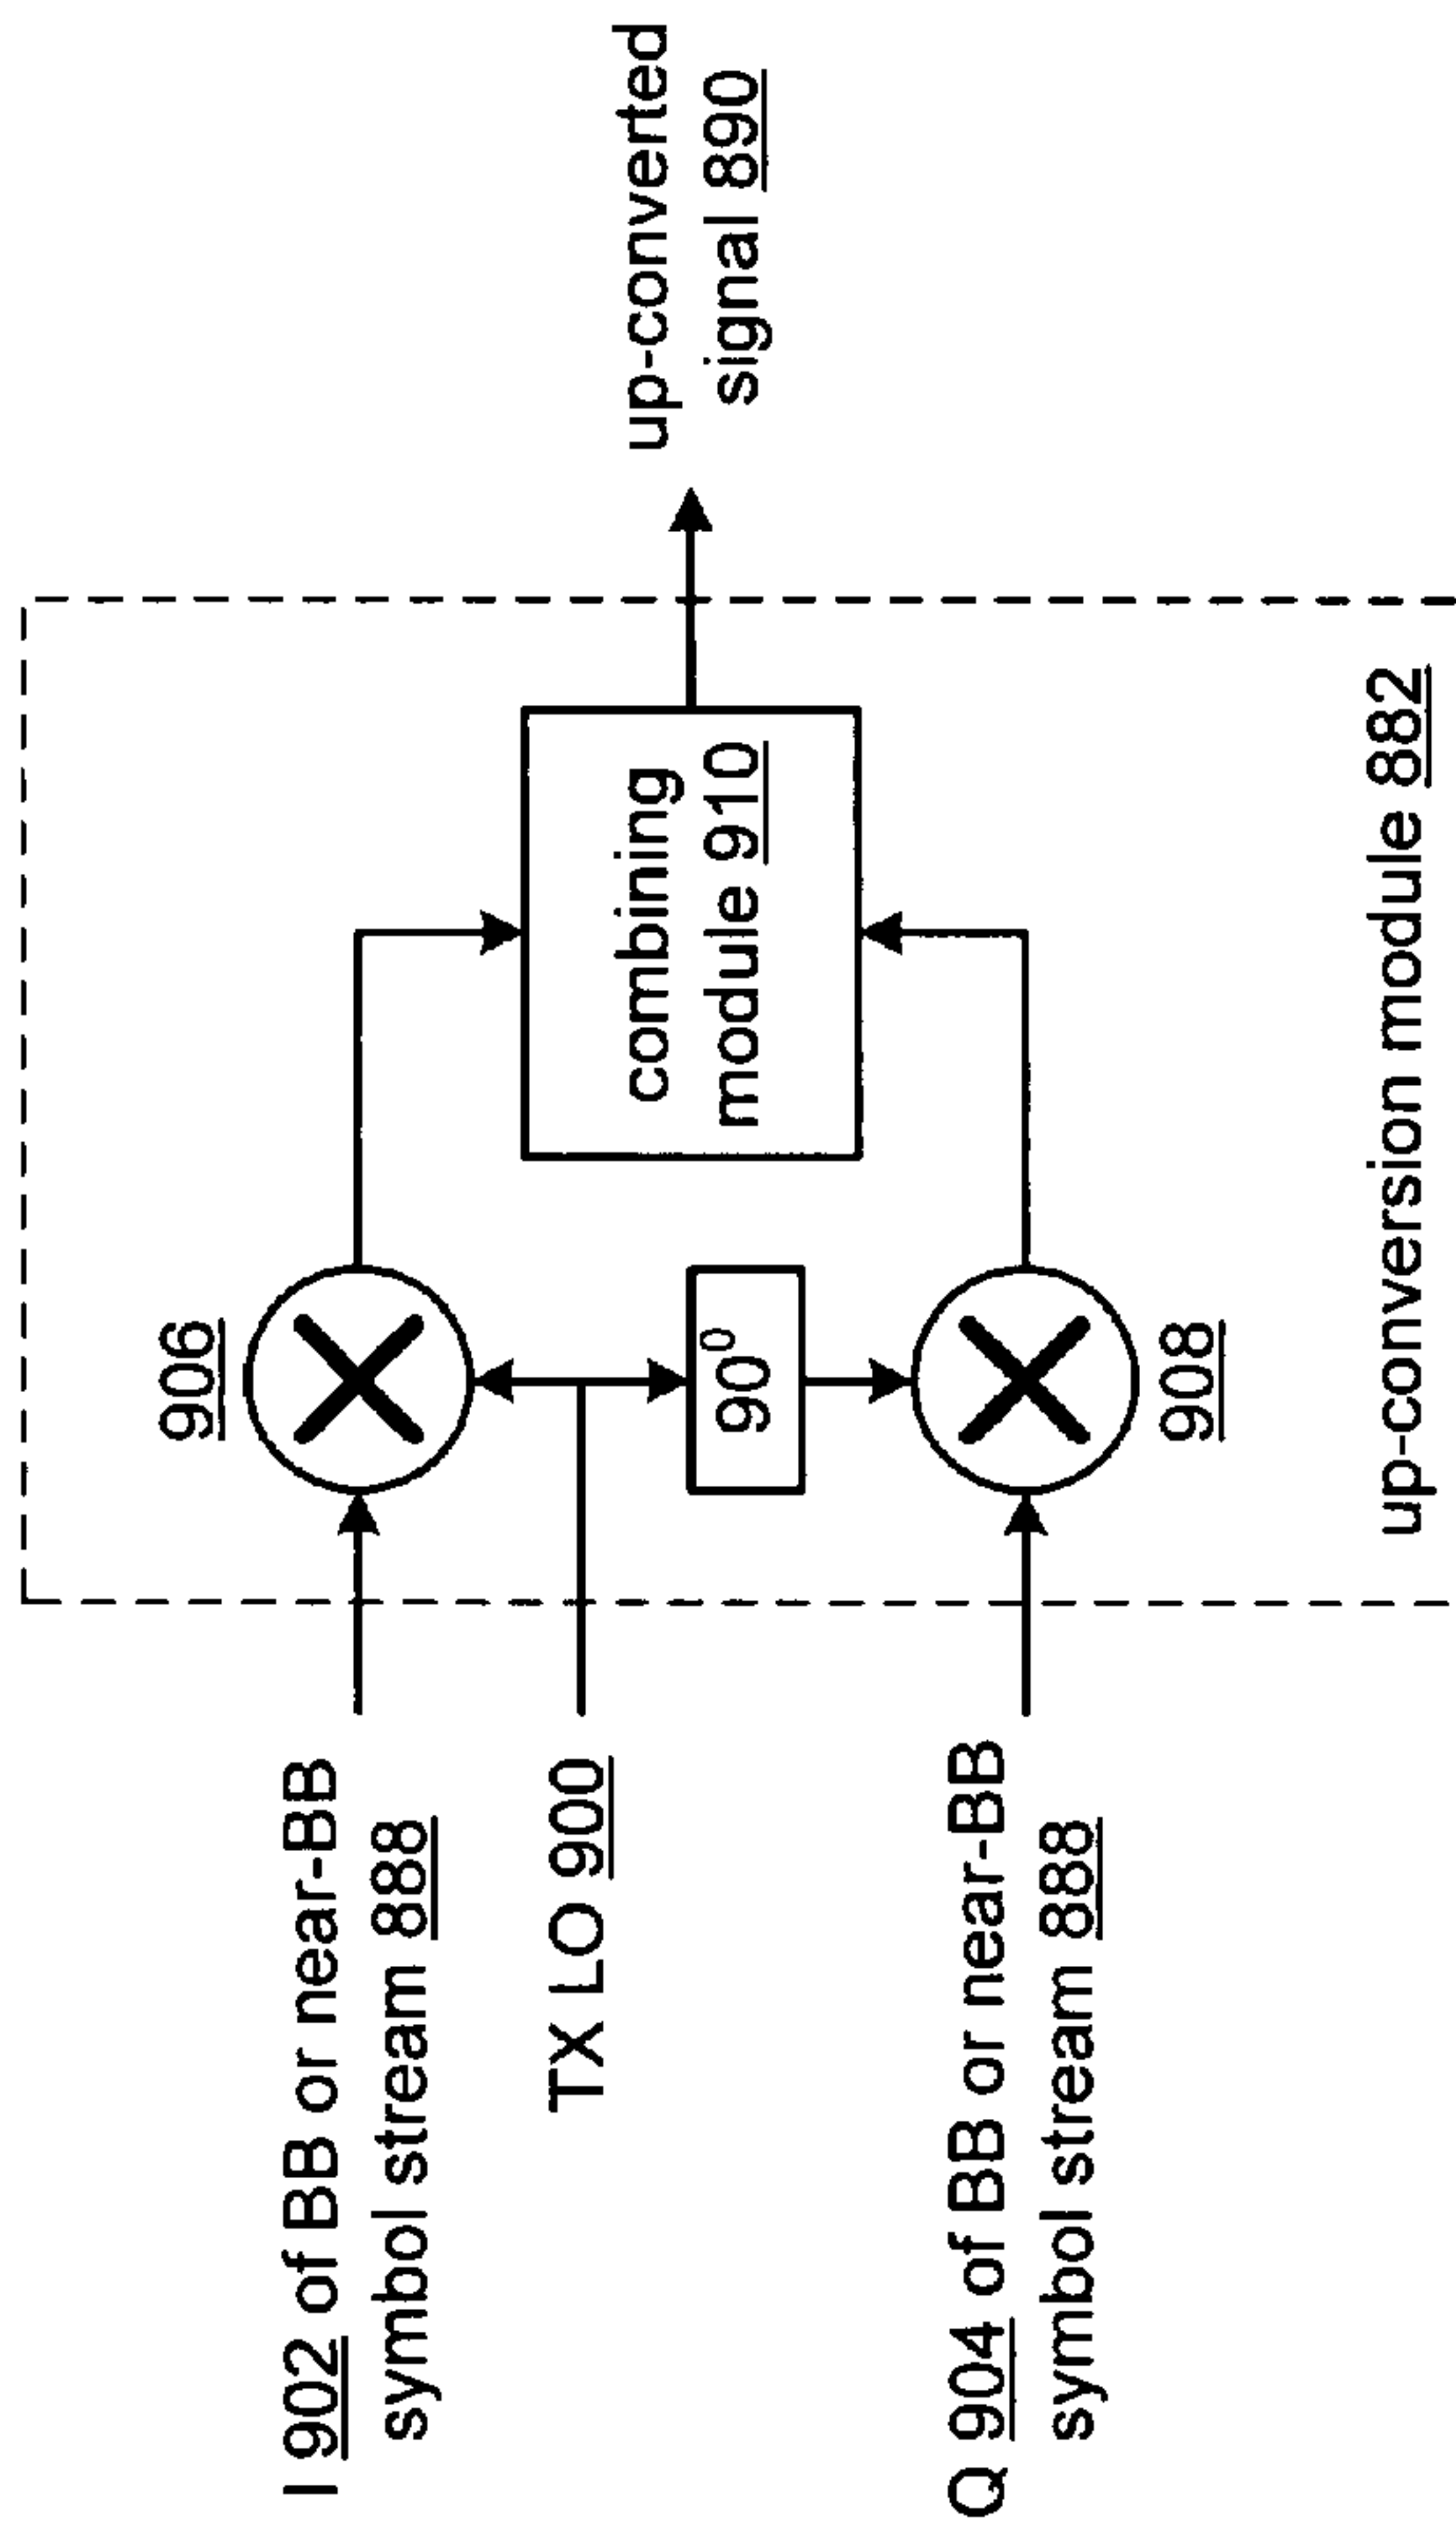 I 902 of BB or near-BB
symbol stream 888
TX LO 900
Q 904 of BB or near-BB
symbol stream 888
906
90⁰
908
combining
module 910
up-conversion module 882
up-converted
signal 890